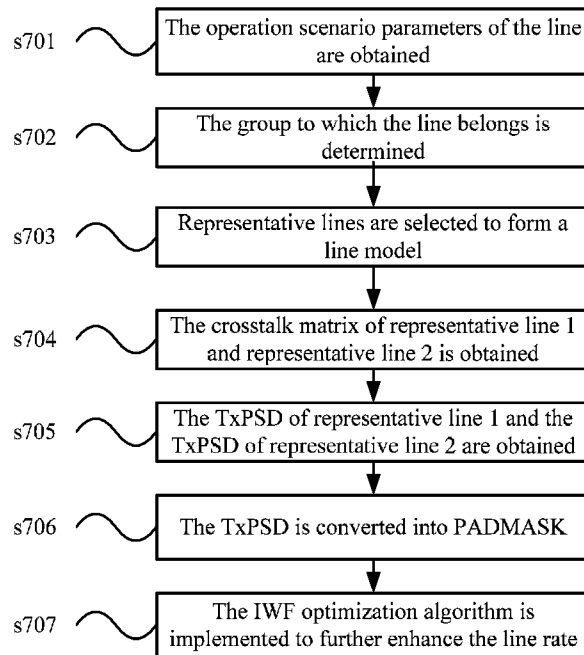 s701
The operation scenario parameters of the line
are obtained
s702
The group to which the line belongs is
determined
s703
Representative lines are selected to form a
line model
s704
The crosstalk matrix of representative line 1
and representative line 2 is obtained
s705
The TxPSD of representative line 1 and the
TxPSD of representative line 2 are obtained
s706
The TxPSD is converted into PADMASK
s707
The IWF optimization algorithm is
implemented to further enhance the line rate